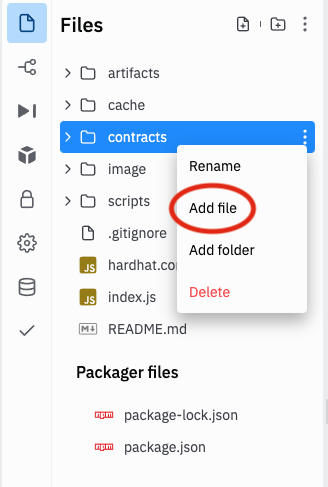 Files
artifacts
cache
contracts
image
scripts
.gitignore
JS hardhat.co
JS index.js
M README.md
Rename
Add file
Add folder
Delete
Packager files
npm package-lock.json
npm package.json